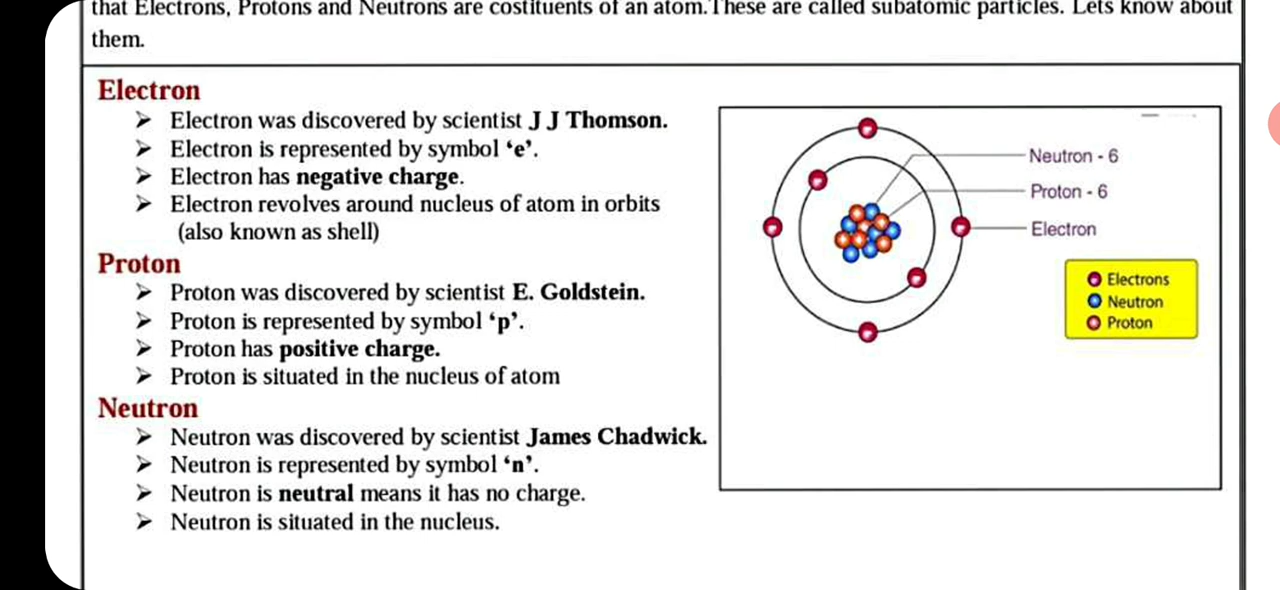 that Electrons, Protons and Neutrons are costituents of an atom.These are called subatomic particles. Lets know about
them.
Electron
➢ Electron was discovered by scientist J J Thomson.
➢ Electron is represented by symbol ‘e’.
➢ Electron has negative charge.
➢ Electron revolves around nucleus of atom in orbits
(also known as shell)
Proton
➢ Proton was discovered by scientist E. Goldstein.
➢ Proton is represented by symbol ‘p’.
➢ Proton has positive charge.
➢ Proton is situated in the nucleus of atom
Neutron
➢ Neutron was discovered by scientist James Chadwick.
➢ Neutron is represented by symbol ‘n’.
➢ Neutron is neutral means it has no charge.
➢ Neutron is situated in the nucleus.
Neutron - 6
Proton - 6
Electron
Electrons
Neutron
Proton